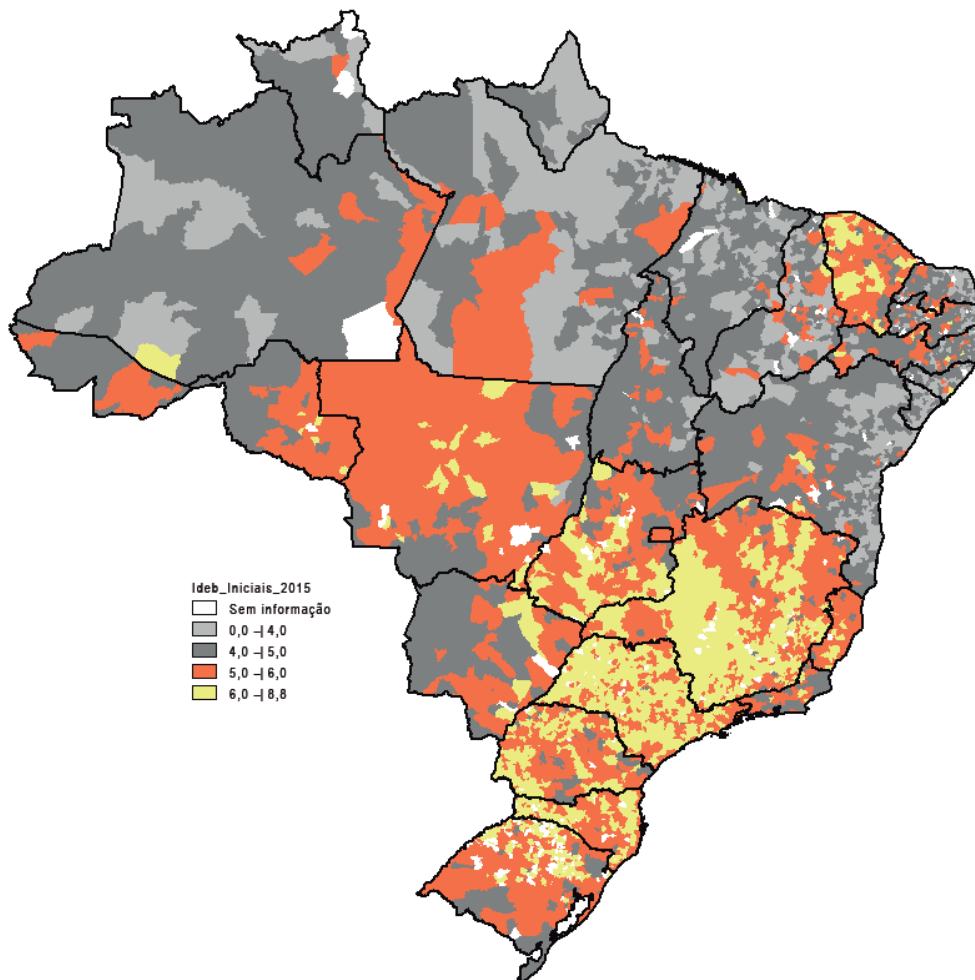 Ideb_Iniciais_2015
Sem informação
0,0 –| 4,0
4,0 –| 5,0
5,0 –| 6,0
6,0 –| 8,8